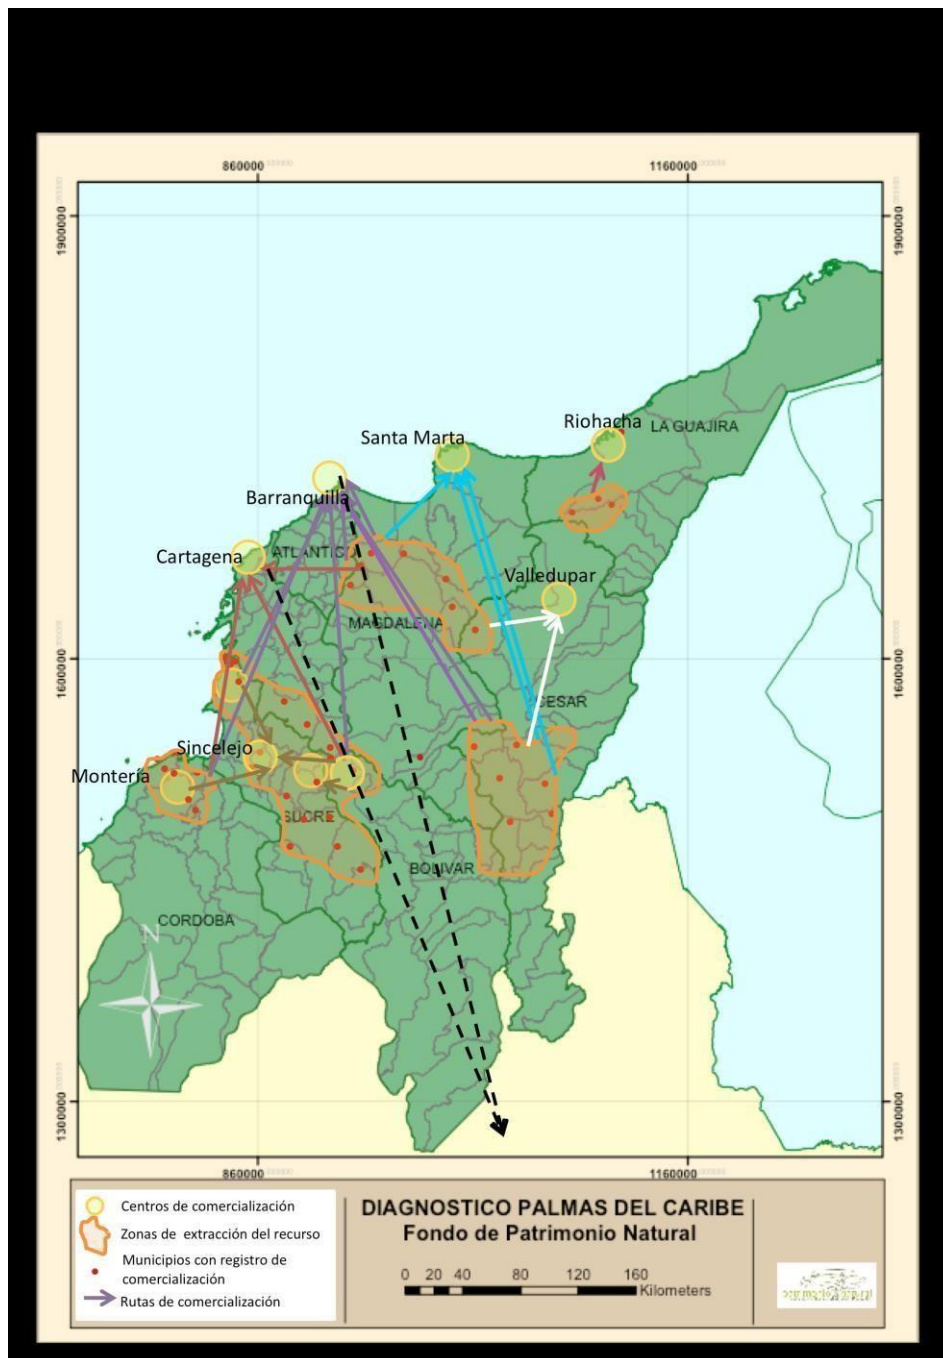 860000
1160000
1900000
1900000
Riohacha
LA GUAJIRA
Santa Marta
Barranquilla
Cartagena
ATLANTICO
Valledupar
MAGDALENA
1600000
1600000
CESAR
Sincelejo
Montería
SUCRE
BOLIVAR
CORDOBA
N
1300000
1300000
860000
1160000
Centros de comercialización
Zonas de extracción del recurso
Municipios con registro de
comercialización
Rutas de comercialización
DIAGNOSTICO PALMAS DEL CARIBE
Fondo de Patrimonio Natural
0 20 40 80 120 160
Kilometers